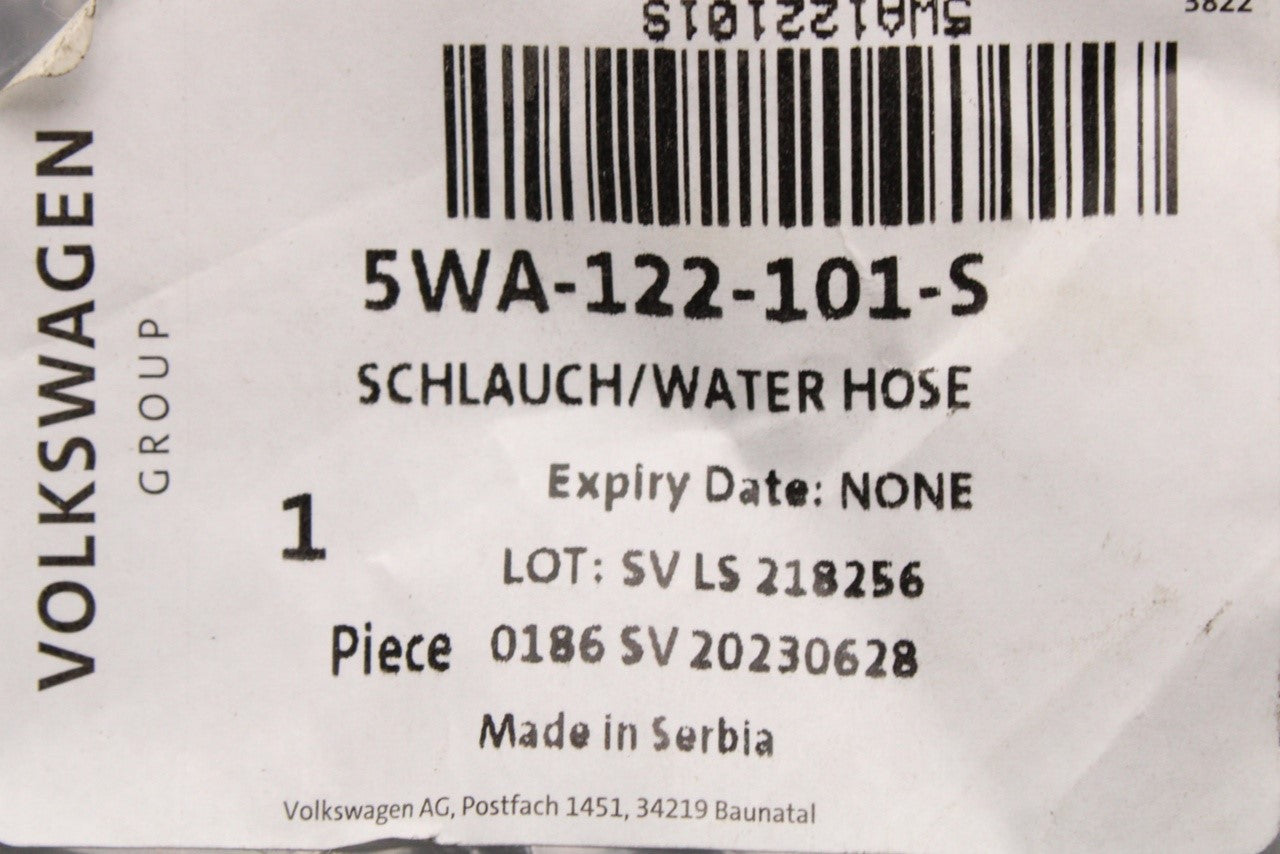 3822
5WA122101S
5WA-122-101-S
SCHLAUCH/WATER HOSE
Expiry Date: NONE
1
LOT: SV LS 218256
Piece 0186 SV 20230628
Made in Serbia
Volkswagen AG, Postfach 1451, 34219 Baunatal
VOLKSWAGEN
GROUP